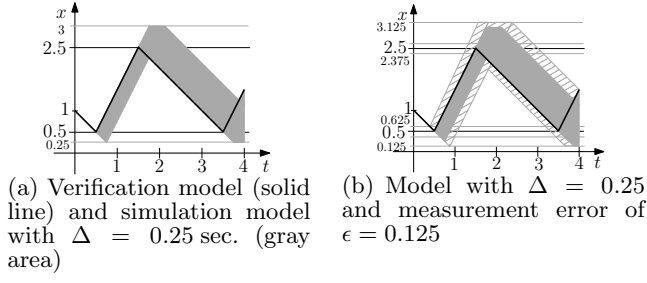 x
3
2.5
1
0.5
0.25
1 2 3 4 t
(a) Verification model (solid
line) and simulation model
with Δ = 0.25 sec. (gray
area)
x
3.125
2.5
2.375
1
0.625
0.5
0.125
1 2 3 4 t
(b) Model with Δ = 0.25
and measurement error of
ϵ = 0.125